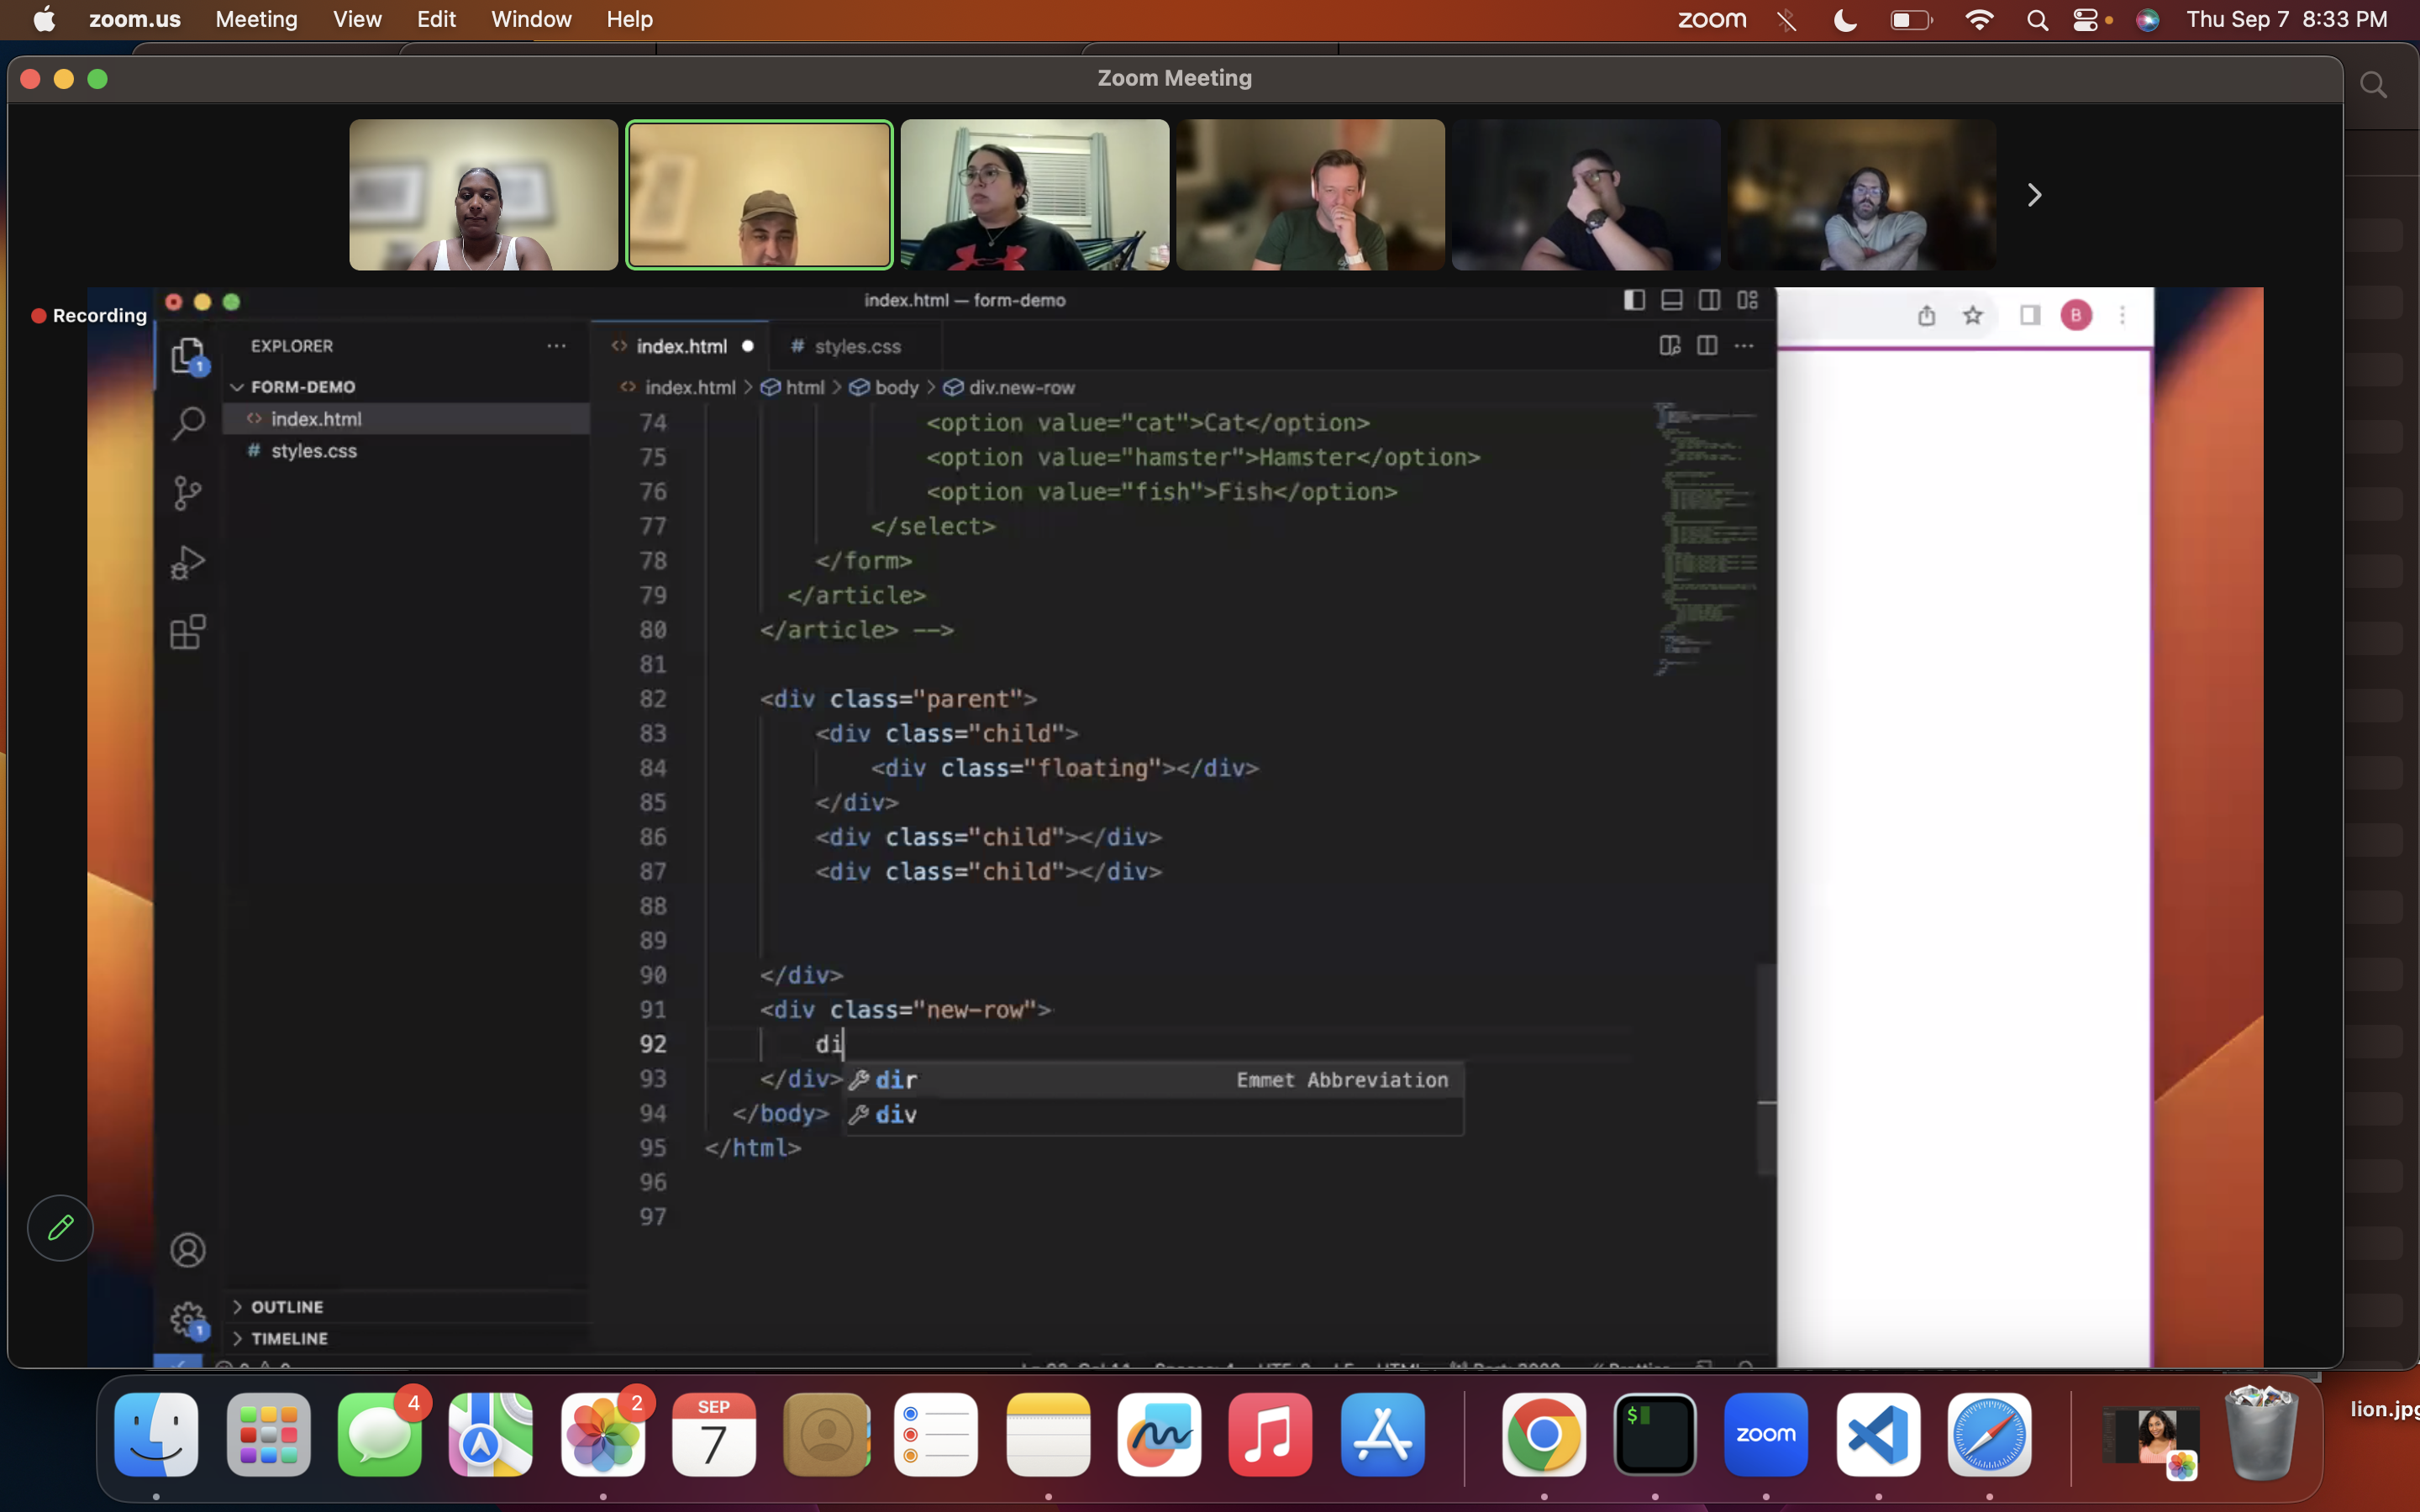 zoom.us Meeting View Edit Window Help zoom Thu Sep 7 8:33 PM
Zoom Meeting
Recording
index.html — form-demo
B
EXPLORER
index.html
# styles.css
1
FORM-DEMO
index.html > html > body > div.new-row
index.html
# styles.css
74 <option value="cat">Cat</option>
75 <option value="hamster">Hamster</option>
76 <option value="fish">Fish</option>
77 </select>
78 </form>
79 </article>
80 </article> -->
81
82 <div class="parent">
83 <div class="child">
84 <div class="floating"></div>
85 </div>
86 <div class="child"></div>
87 <div class="child"></div>
88
89
90 </div>
91 <div class="new-row">
92 di
93 </div>
dir Emmet Abbreviation
94 </body>
div
95 </html>
96
97
OUTLINE
1
TIMELINE
4
2
SEP
7
$
zoom
lion.jpg